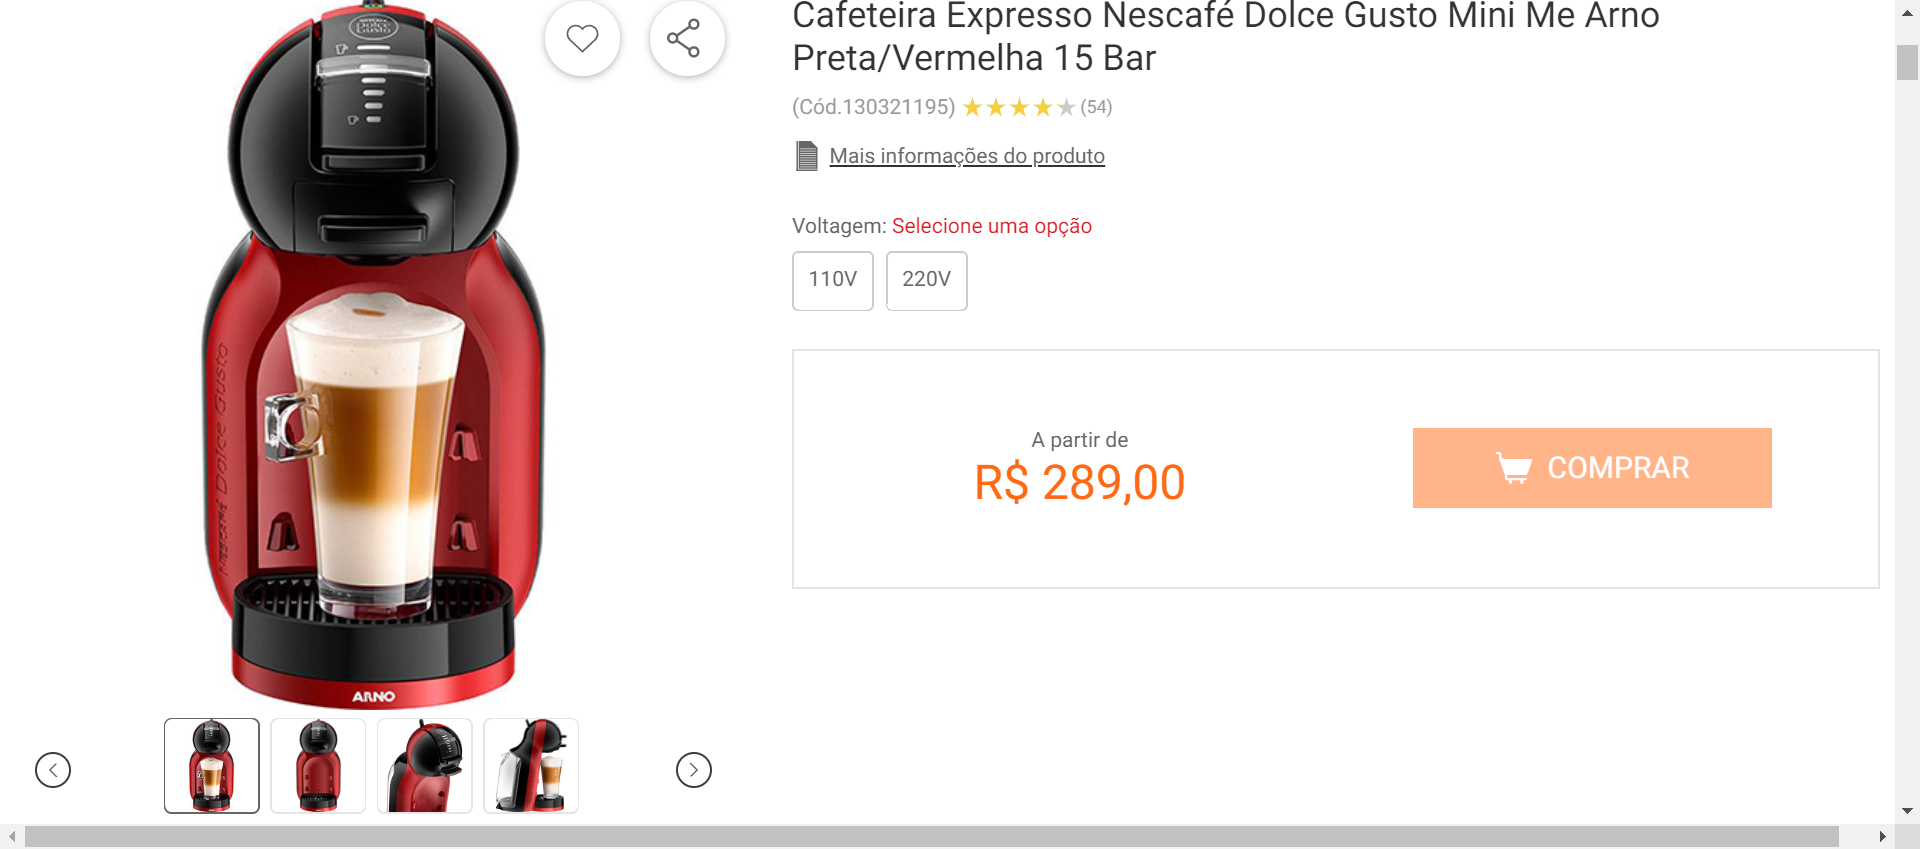 NESCAFÉ
Dolce
Gusto
Nescafé Dolce Gusto
ARNO
Cafeteira Expresso Nescafé Dolce Gusto Mini Me Arno
Preta/Vermelha 15 Bar
(Cód.130321195) (54)
Mais informações do produto
Voltagem: Selecione uma opção
110V 220V
A partir de
R$ 289,00
COMPRAR